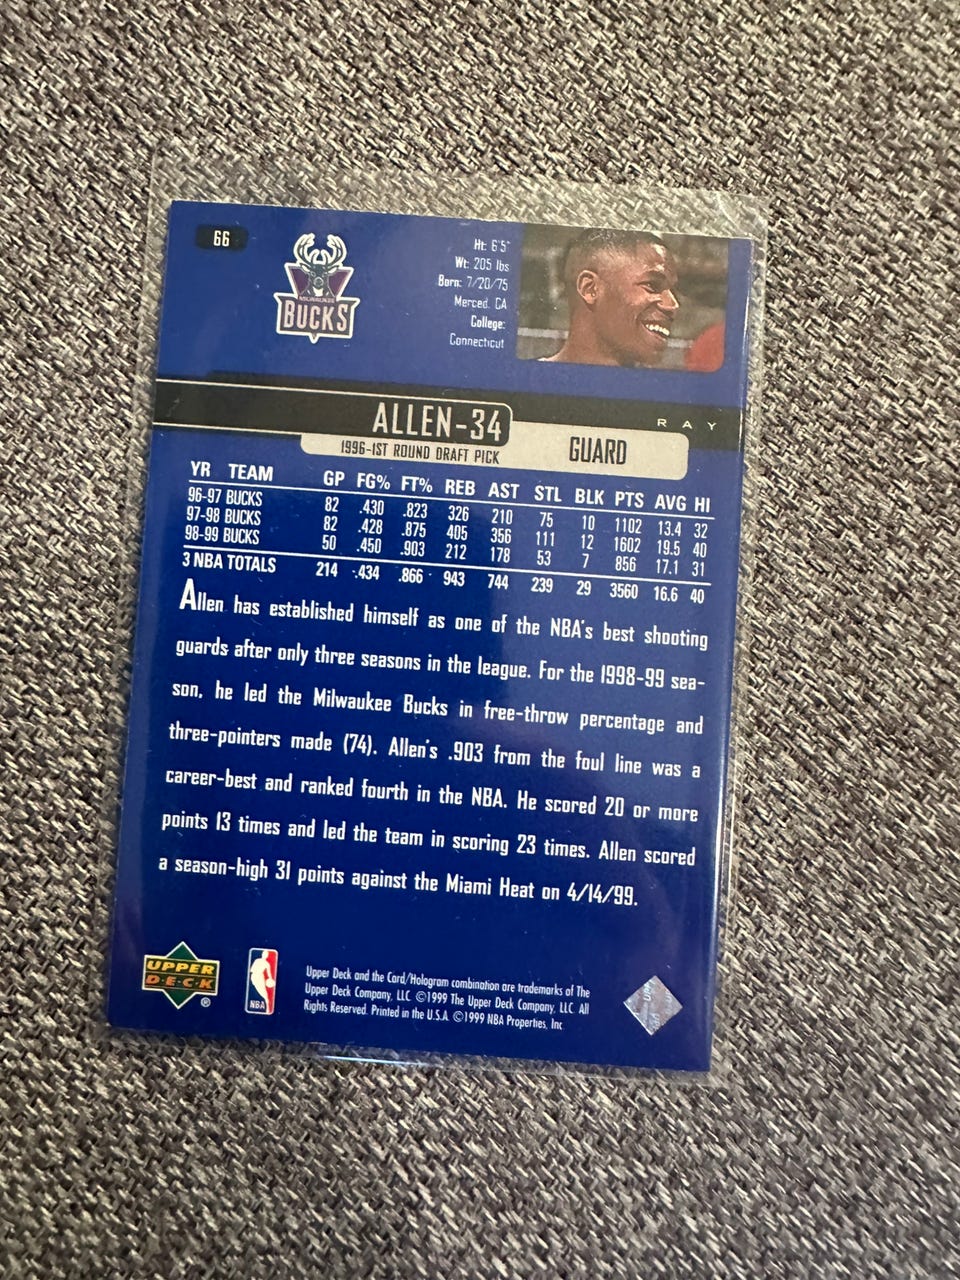 66
MILWAUKEE
BUCKS
Ht: 6'5"
Wt: 205 lbs
Born: 7/20/75
Merced, CA
College:
Connecticut
RAY
ALLEN-34
1996-1ST ROUND DRAFT PICK
GUARD
YR TEAM GP FG% FT% REB AST STL BLK PTS AVG HI
96-97 BUCKS 82 .430 .823 326 210 75 10 1102 13.4 32
97-98 BUCKS 82 .428 .875 405 356 111 12 1602 19.5 40
98-99 BUCKS 50 .450 .903 212 178 53 7 856 17.1 31
3 NBA TOTALS 214 .434 .866 943 744 239 29 3560 16.6 40
Allen has established himself as one of the NBA's best shooting
guards after only three seasons in the league. For the 1998-99 sea-
son, he led the Milwaukee Bucks in free-throw percentage and
three-pointers made (74). Allen's .903 from the foul line was a
career-best and ranked fourth in the NBA. He scored 20 or more
points 13 times and led the team in scoring 23 times. Allen scored
a season-high 31 points against the Miami Heat on 4/14/99.
UPPER
DECK
®
NBA
Upper Deck and the Card/Hologram combination are trademarks of The
Upper Deck Company, LLC. ©1999 The Upper Deck Company, LLC. All
Rights Reserved. Printed in the U.S.A. ©1999 NBA Properties, Inc.